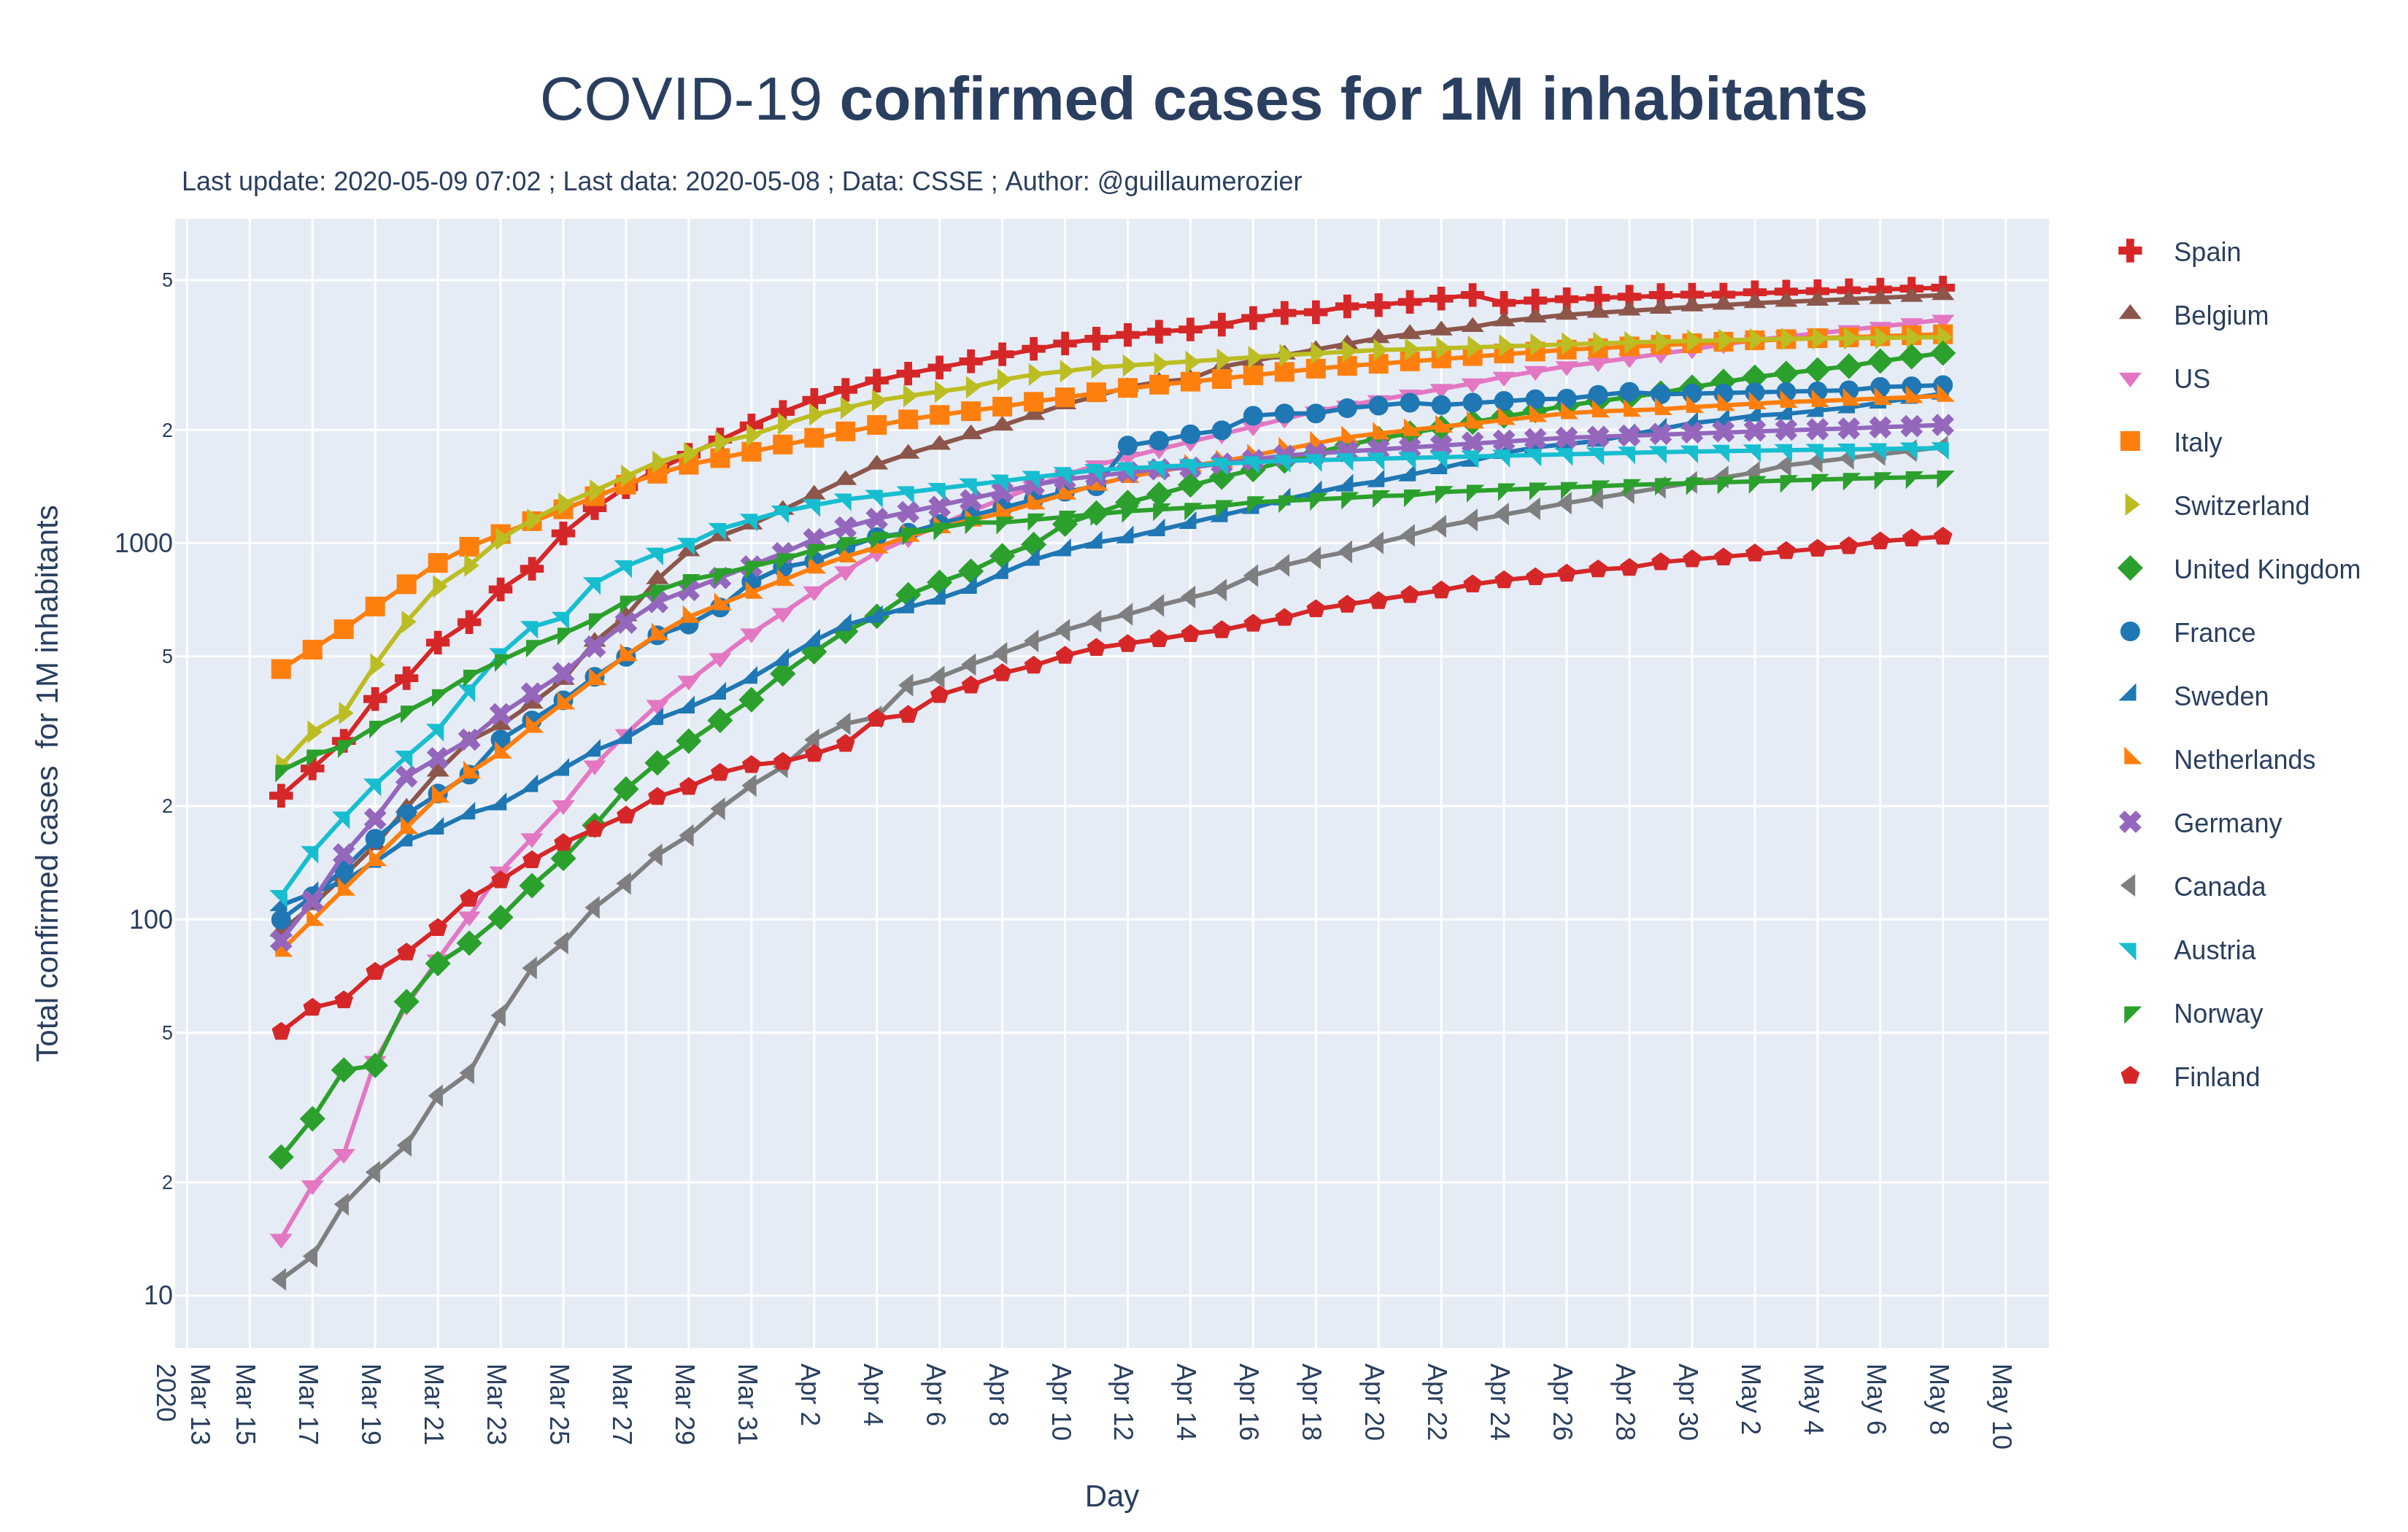 COVID-19 confirmed cases for 1M inhabitants
Last update: 2020-05-09 07:02 ; Last data: 2020-05-08 ; Data: CSSE ; Author: @guillaumerozier
Total confirmed cases  for 1M inhabitants
5
2
1000
5
2
100
5
2
10
Mar 13
2020
Mar 15
Mar 17
Mar 19
Mar 21
Mar 23
Mar 25
Mar 27
Mar 29
Mar 31
Apr 2
Apr 4
Apr 6
Apr 8
Apr 10
Apr 12
Apr 14
Apr 16
Apr 18
Apr 20
Apr 22
Apr 24
Apr 26
Apr 28
Apr 30
May 2
May 4
May 6
May 8
May 10
Day
Spain
Belgium
US
Italy
Switzerland
United Kingdom
France
Sweden
Netherlands
Germany
Canada
Austria
Norway
Finland